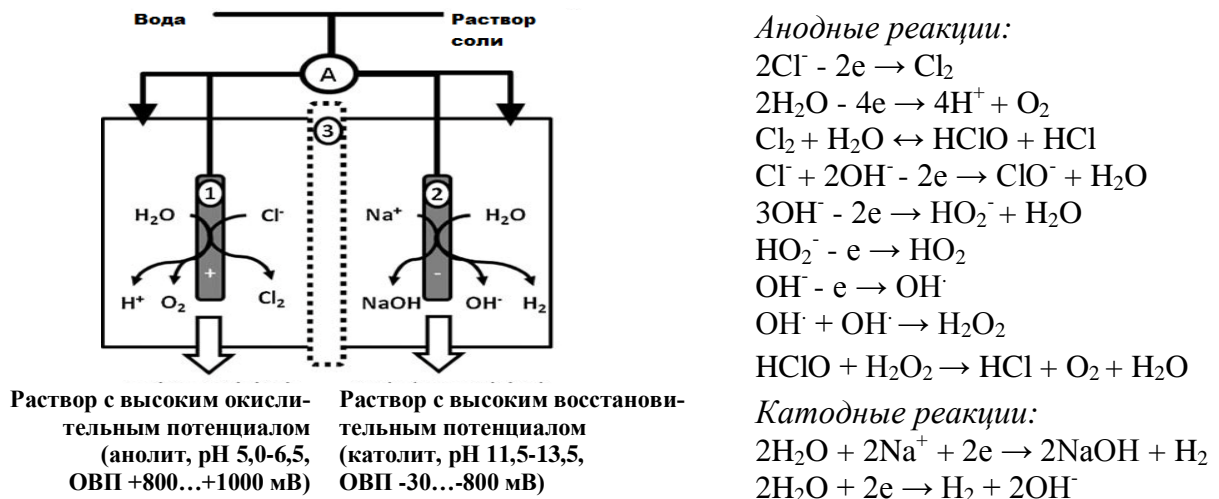 Вода
Раствор
соли
A
3
1
2
H₂O
Cl⁻
Na⁺
H₂O
+
-
H⁺
O₂
Cl₂
NaOH
OH⁻
H₂
Раствор с высоким окисли-
тельным потенциалом
(анолит, pH 5,0-6,5,
ОВП +800…+1000 мВ)
Раствор с высоким восстанови-
тельным потенциалом
(католит, pH 11,5-13,5,
ОВП -30…-800 мВ)
Анодные реакции:
2Cl⁻ - 2e → Cl₂
2H₂O - 4e → 4H⁺ + O₂
Cl₂ + H₂O ↔ HClO + HCl
Cl⁻ + 2OH⁻ - 2e → ClO⁻ + H₂O
3OH⁻ - 2e → HO₂⁻ + H₂O
HO₂⁻ - e → HO₂
OH⁻ - e → OH·
OH· + OH· → H₂O₂
HClO + H₂O₂ → HCl + O₂ + H₂O
Катодные реакции:
2H₂O + 2Na⁺ + 2e → 2NaOH + H₂
2H₂O + 2e → H₂ + 2OH⁻